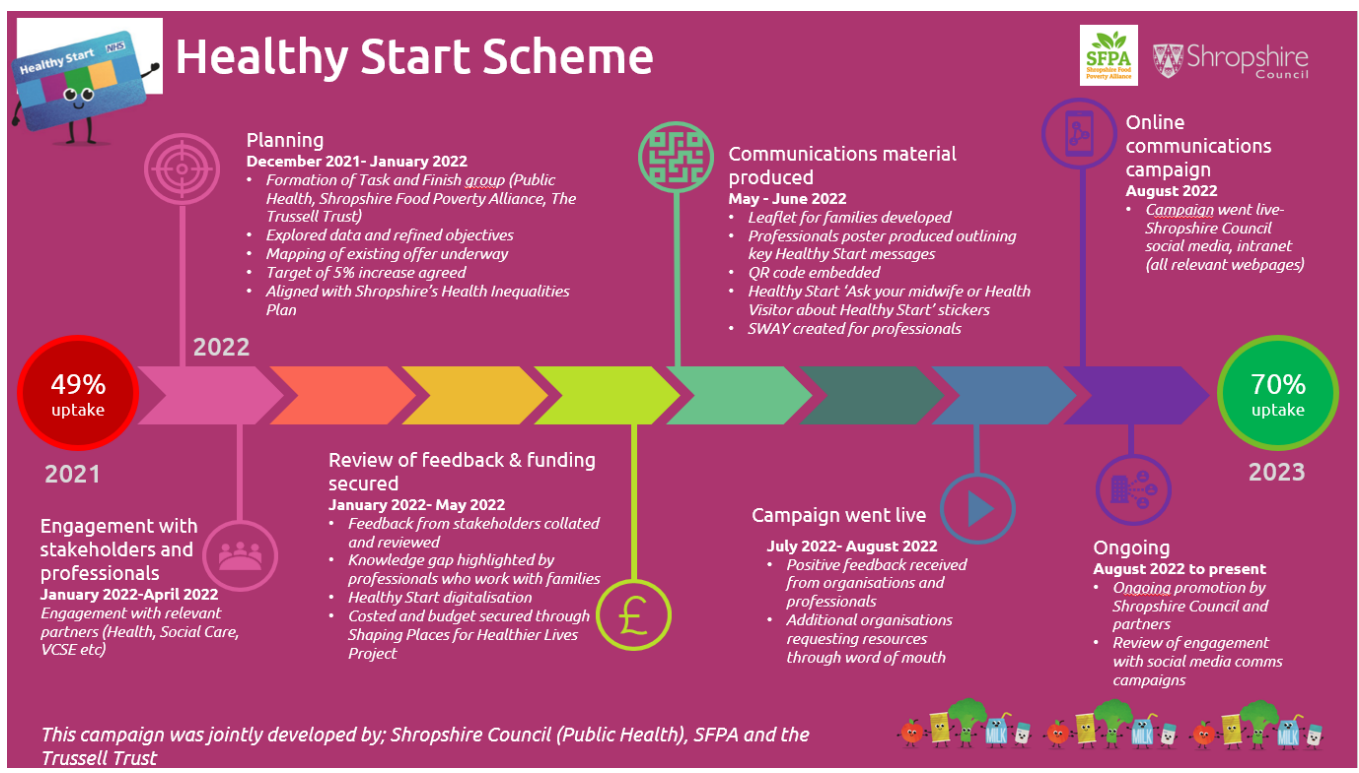 Healthy Start
NHS
Healthy Start Scheme
SFPA
Shropshire Food
Poverty Alliance
Shropshire
Council
Planning
December 2021- January 2022
• Formation of Task and Finish group (Public
Health, Shropshire Food Poverty Alliance, The
Trussell Trust)
• Explored data and refined objectives
• Mapping of existing offer underway
• Target of 5% increase agreed
• Aligned with Shropshire's Health Inequalities
Plan
Communications material
produced
May - June 2022
• Leaflet for families developed
• Professionals poster produced outlining
key Healthy Start messages
• QR code embedded
• Healthy Start 'Ask your midwife or Health
Visitor about Healthy Start' stickers
• SWAY created for professionals
Online
communications
campaign
August 2022
• Campaign went live-
Shropshire Council
social media, intranet
(all relevant webpages)
2022
49%
uptake
2021
70%
uptake
2023
Engagement with
stakeholders and
professionals
January 2022-April 2022
Engagement with relevant
partners (Health, Social Care,
VCSE etc)
Review of feedback & funding
secured
January 2022- May 2022
• Feedback from stakeholders collated
and reviewed
• Knowledge gap highlighted by
professionals who work with families
• Healthy Start digitalisation
• Costed and budget secured through
Shaping Places for Healthier Lives
Project
£
Campaign went live
July 2022- August 2022
• Positive feedback received
from organisations and
professionals
• Additional organisations
requesting resources
through word of mouth
Ongoing
August 2022 to present
• Ongoing promotion by
Shropshire Council and
partners
• Review of engagement
with social media comms
campaigns
This campaign was jointly developed by; Shropshire Council (Public Health), SFPA and the
Trussell Trust
MILK
MILK
MILK